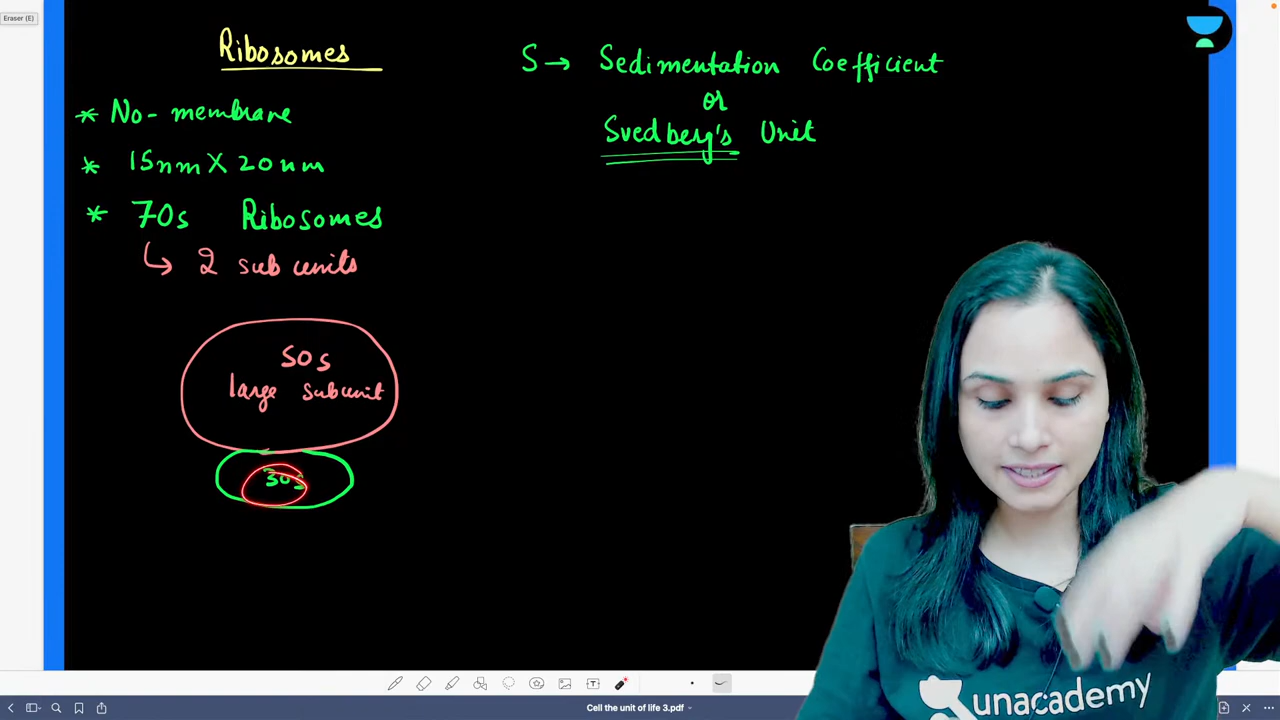 Eraser (E)
Ribosomes
* No- membrane
* 15nm X 20nm
* 70s Ribosomes
↳ 2 sub units
50s
large subunit
30s
S → Sedimentation Coefficient
or
Svedberg's Unit
unacademy
Cell the unit of life 3.pdf